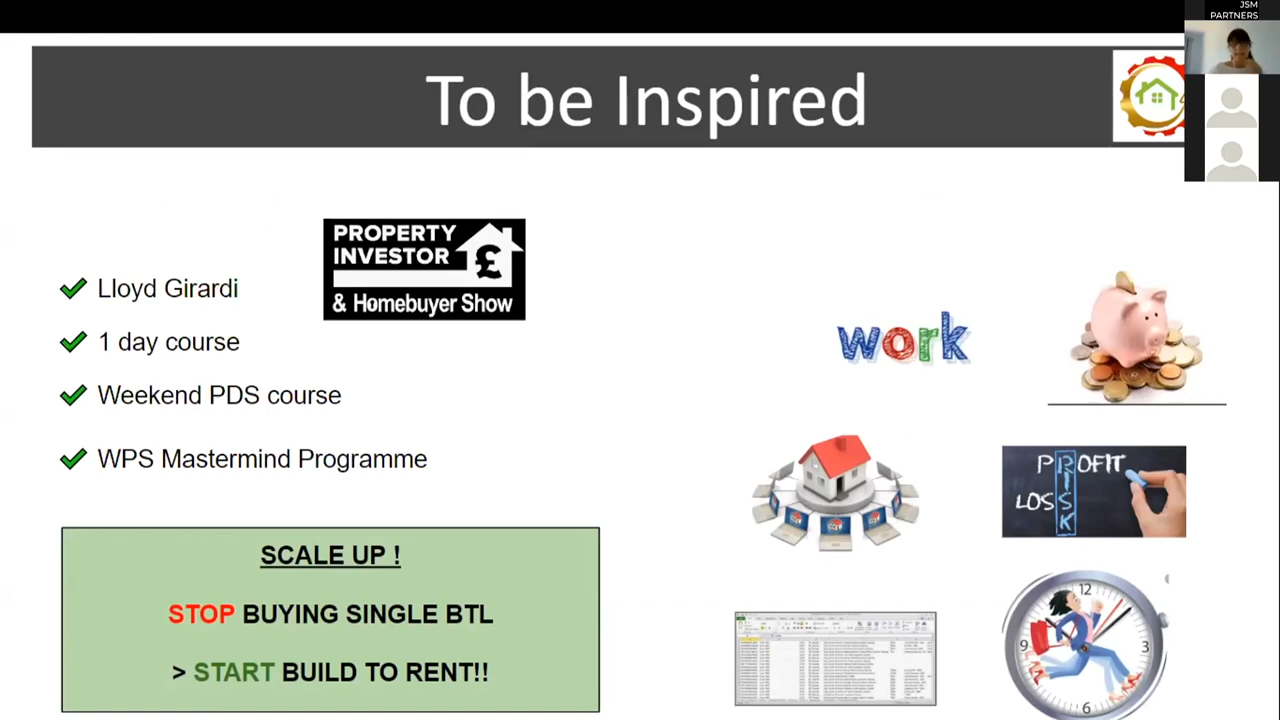 JSM
PARTNERS
To be Inspired
PROPERTY
INVESTOR
£
& Homebuyer Show
Lloyd Girardi
1 day course
Weekend PDS course
WPS Mastermind Programme
SCALE UP !
STOP BUYING SINGLE BTL
> START BUILD TO RENT!!
work
PROFIT
LOSS
RISK
12
3
6
9